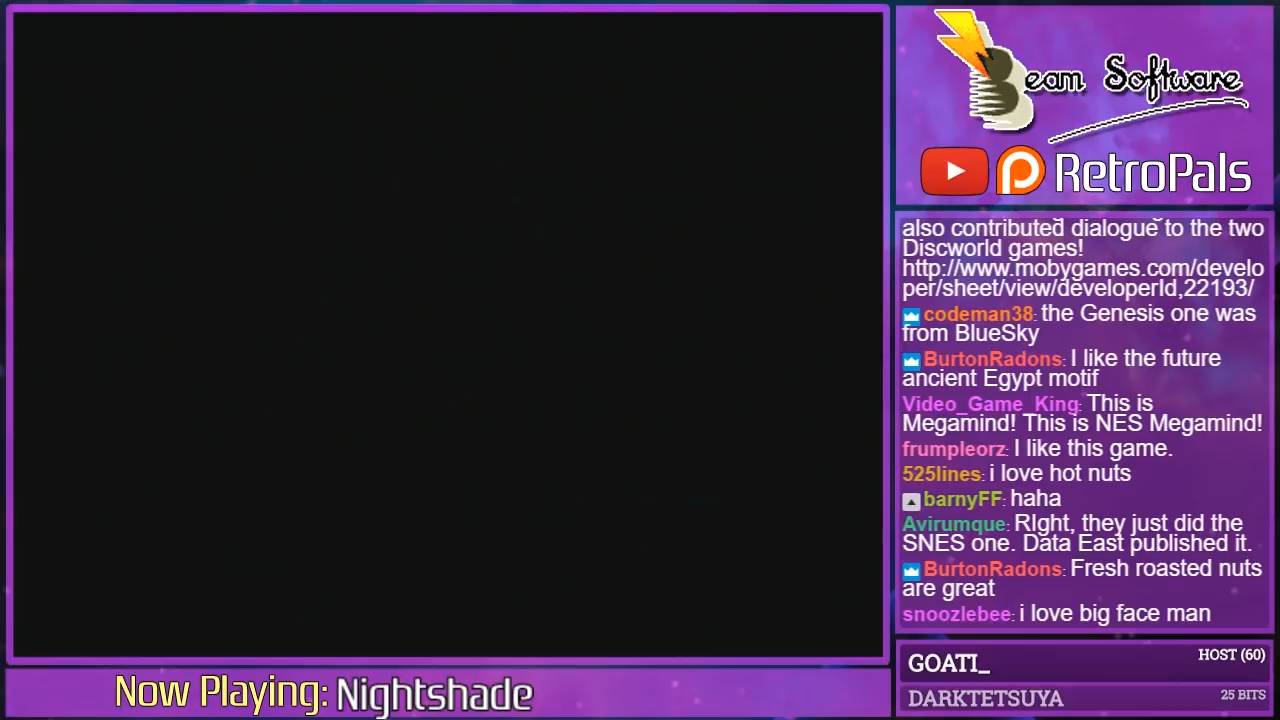 Beam Software
RetroPals
also contributed dialogue to the two
Discworld games!
http://www.mobygames.com/develo
per/sheet/view/developerId,22193/
codeman38: the Genesis one was
from BlueSky
BurtonRadons: I like the future
ancient Egypt motif
Video_Game_King: This is
Megamind! This is NES Megamind!
frumpleorz: I like this game.
525lines: i love hot nuts
barnyFF: haha
Avirumque: RIght, they just did the
SNES one. Data East published it.
BurtonRadons: Fresh roasted nuts
are great
snoozlebee: i love big face man
GOATI_ HOST (60)
DARKTETSUYA 25 BITS
Now Playing: Nightshade